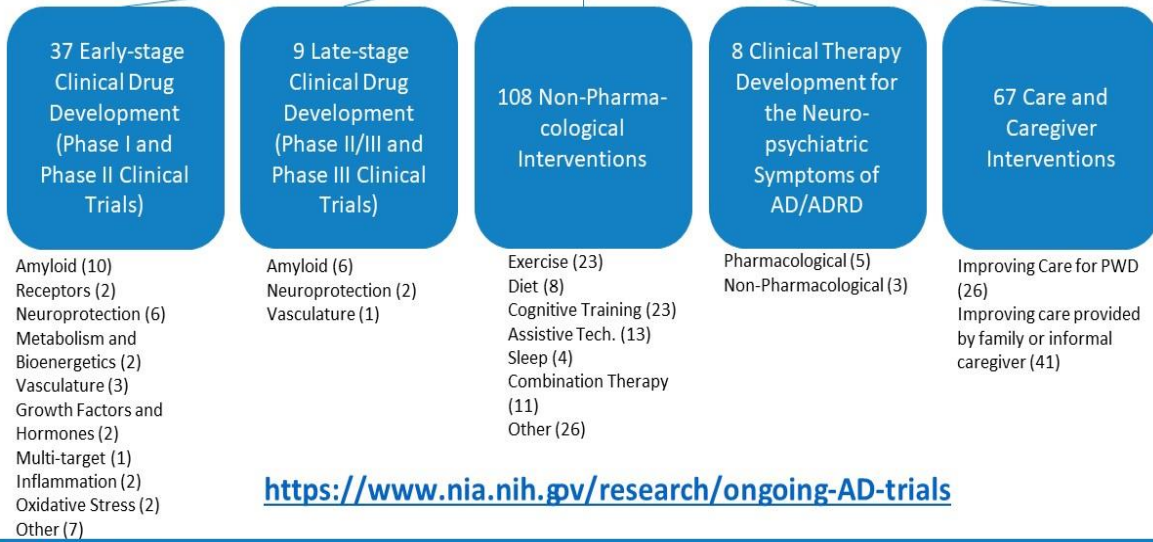 37 Early-stage
Clinical Drug
Development
(Phase I and
Phase II Clinical
Trials)
Amyloid (10)
Receptors (2)
Neuroprotection (6)
Metabolism and
Bioenergetics (2)
Vasculature (3)
Growth Factors and
Hormones (2)
Multi-target (1)
Inflammation (2)
Oxidative Stress (2)
Other (7)
9 Late-stage
Clinical Drug
Development
(Phase II/III and
Phase III Clinical
Trials)
Amyloid (6)
Neuroprotection (2)
Vasculature (1)
108 Non-Pharma-
cological
Interventions
Exercise (23)
Diet (8)
Cognitive Training (23)
Assistive Tech. (13)
Sleep (4)
Combination Therapy
(11)
Other (26)
8 Clinical Therapy
Development for
the Neuro-
psychiatric
Symptoms of
AD/ADRD
Pharmacological (5)
Non-Pharmacological (3)
67 Care and
Caregiver
Interventions
Improving Care for PWD
(26)
Improving care provided
by family or informal
caregiver (41)
https://www.nia.nih.gov/research/ongoing-AD-trials